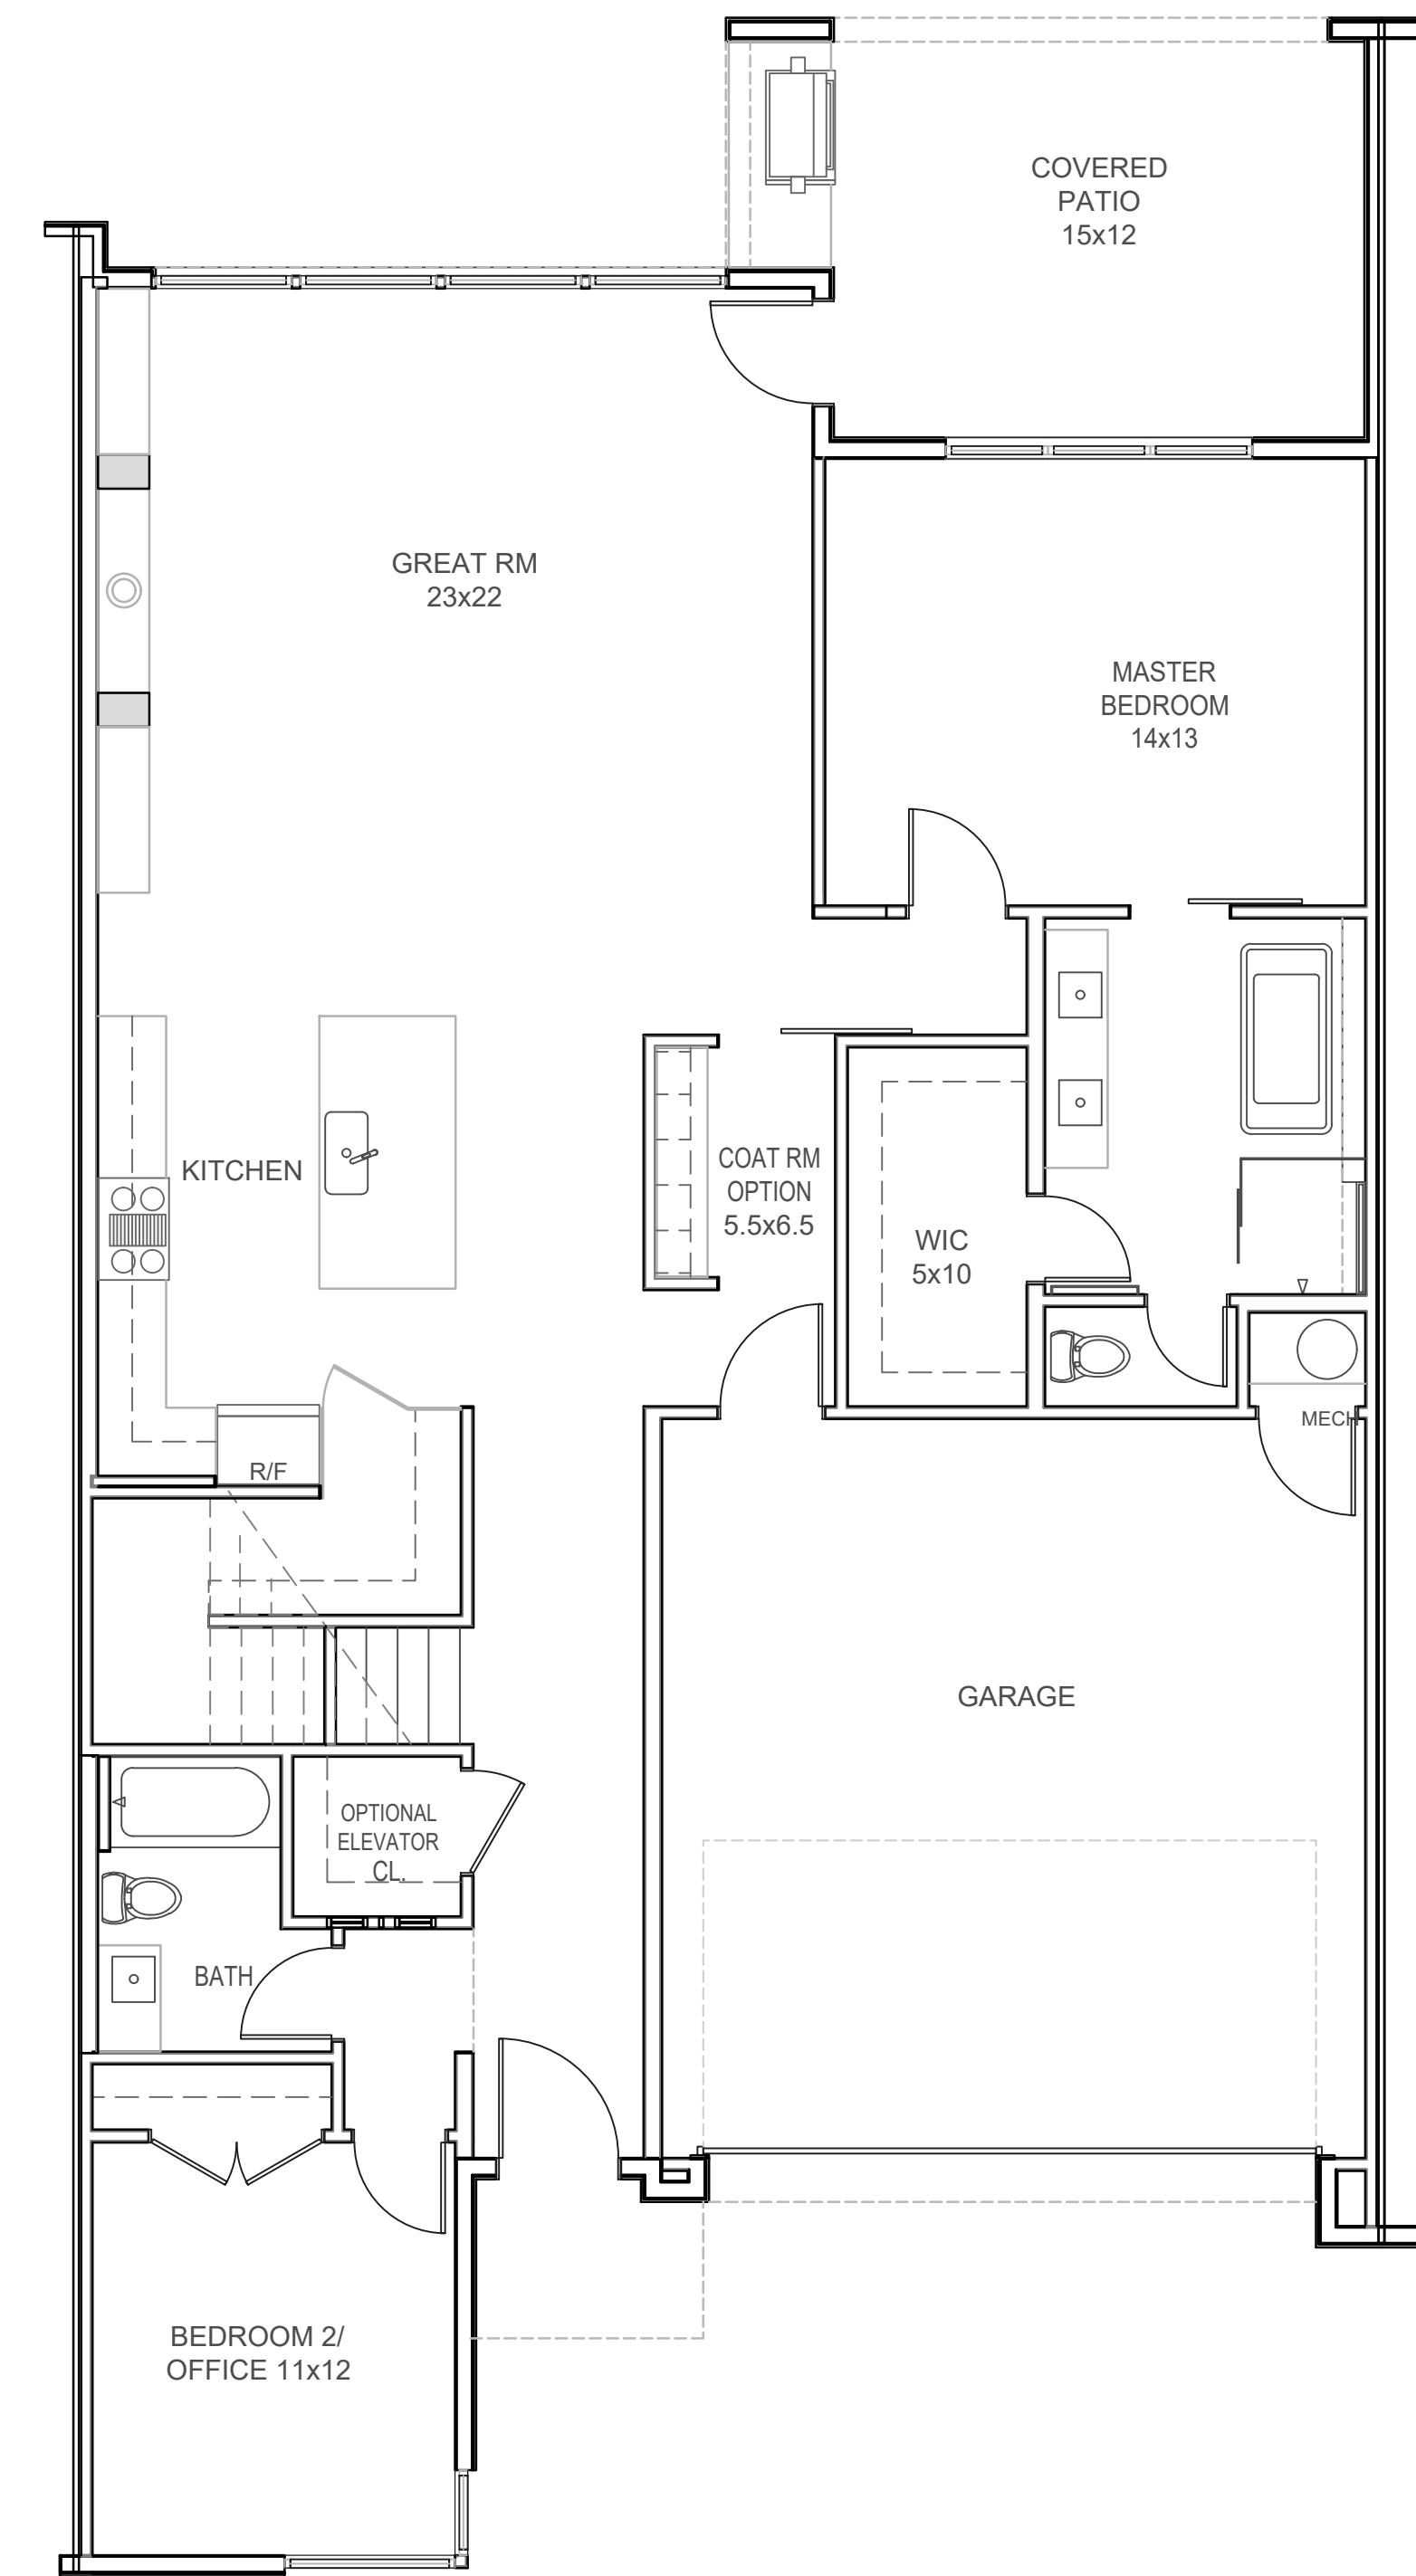 COVERED
PATIO
15x12
GREAT RM
23x22
MASTER
BEDROOM
14x13
KITCHEN
COAT RM
OPTION
5.5x6.5
WIC
5x10
MECH
R/F
GARAGE
OPTIONAL
ELEVATOR
CL.
BATH
BEDROOM 2/
OFFICE 11x12